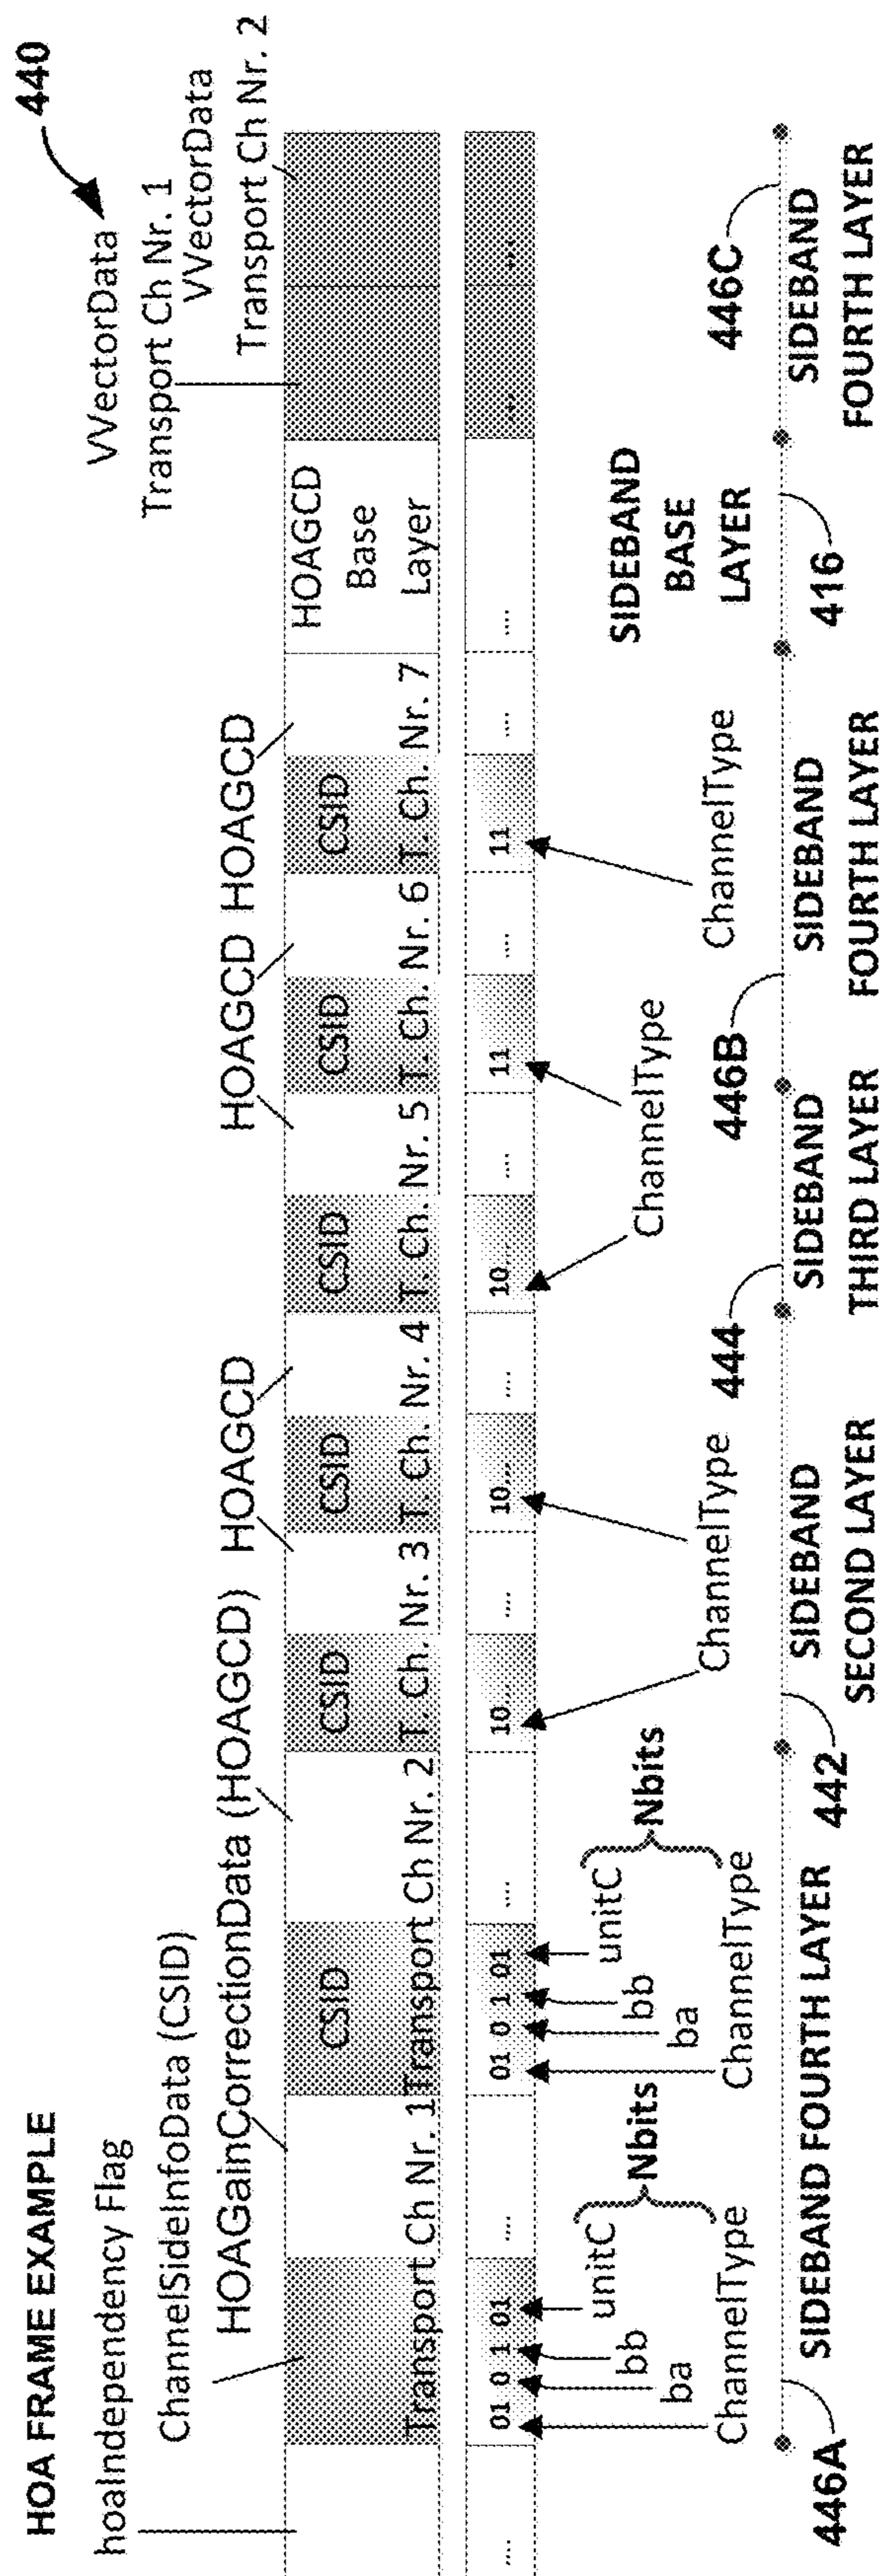 HOA FRAME EXAMPLE
440
hoaIndependency Flag
ChannelSideInfoData (CSID)
HOAGainCorrectionData (HOAGCD)
HOAGCD
HOAGCD
HOAGCD
VVectorData
Transport Ch Nr. 1
VVectorData
Transport Ch Nr. 2
CSID
CSID
CSID
CSID
CSID
CSID
HOAGCD
Base
Layer
Transport Ch Nr. 1
Transport Ch Nr. 2
T. Ch. Nr. 3
T. Ch. Nr. 4
T. Ch. Nr. 5
T. Ch. Nr. 6
T. Ch. Nr. 7
....
01 0 1 01
....
01 0 1 01
....
10...
....
10...
....
10...
....
11
....
11
....
....
...
...
unitC
bb
ba
ChannelType
Nbits
unitC
bb
ba
ChannelType
Nbits
ChannelType
ChannelType
ChannelType
SIDEBAND
BASE
LAYER
446A
SIDEBAND FOURTH LAYER
442
SIDEBAND
SECOND LAYER
444
SIDEBAND
THIRD LAYER
446B
SIDEBAND
FOURTH LAYER
416
446C
SIDEBAND
FOURTH LAYER